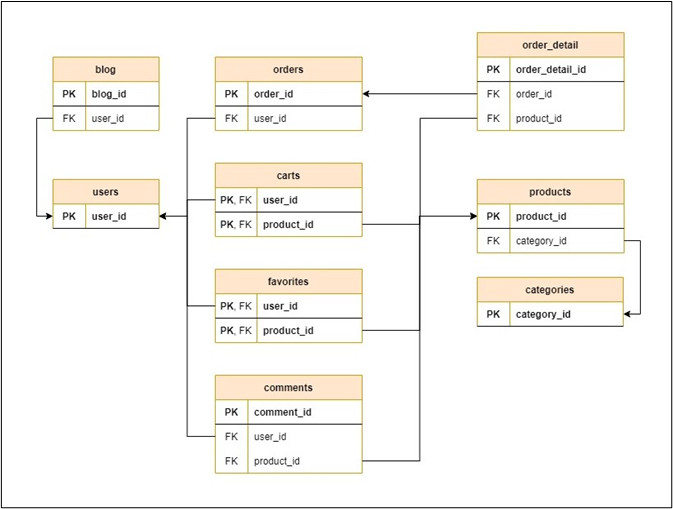 blog
PK blog_id
FK user_id
users
PK user_id
orders
PK order_id
FK user_id
carts
PK, FK user_id
PK, FK product_id
favorites
PK, FK user_id
PK, FK product_id
comments
PK comment_id
FK user_id
FK product_id
order_detail
PK order_detail_id
FK order_id
FK product_id
products
PK product_id
FK category_id
categories
PK category_id